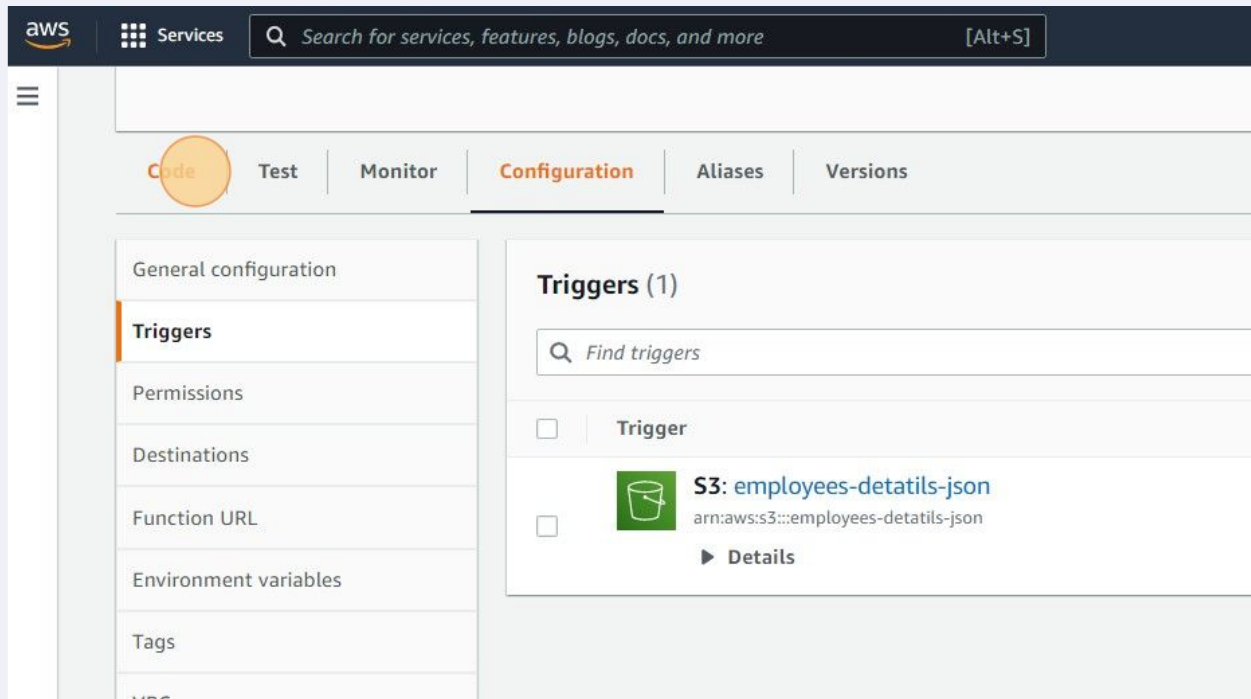 aws Services Search for services, features, blogs, docs, and more [Alt+S]
Code Test Monitor Configuration Aliases Versions
General configuration
Triggers
Permissions
Destinations
Function URL
Environment variables
Tags
Triggers (1)
Find triggers
Trigger
S3: employees-detatils-json
arn:aws:s3:::employees-detatils-json
Details